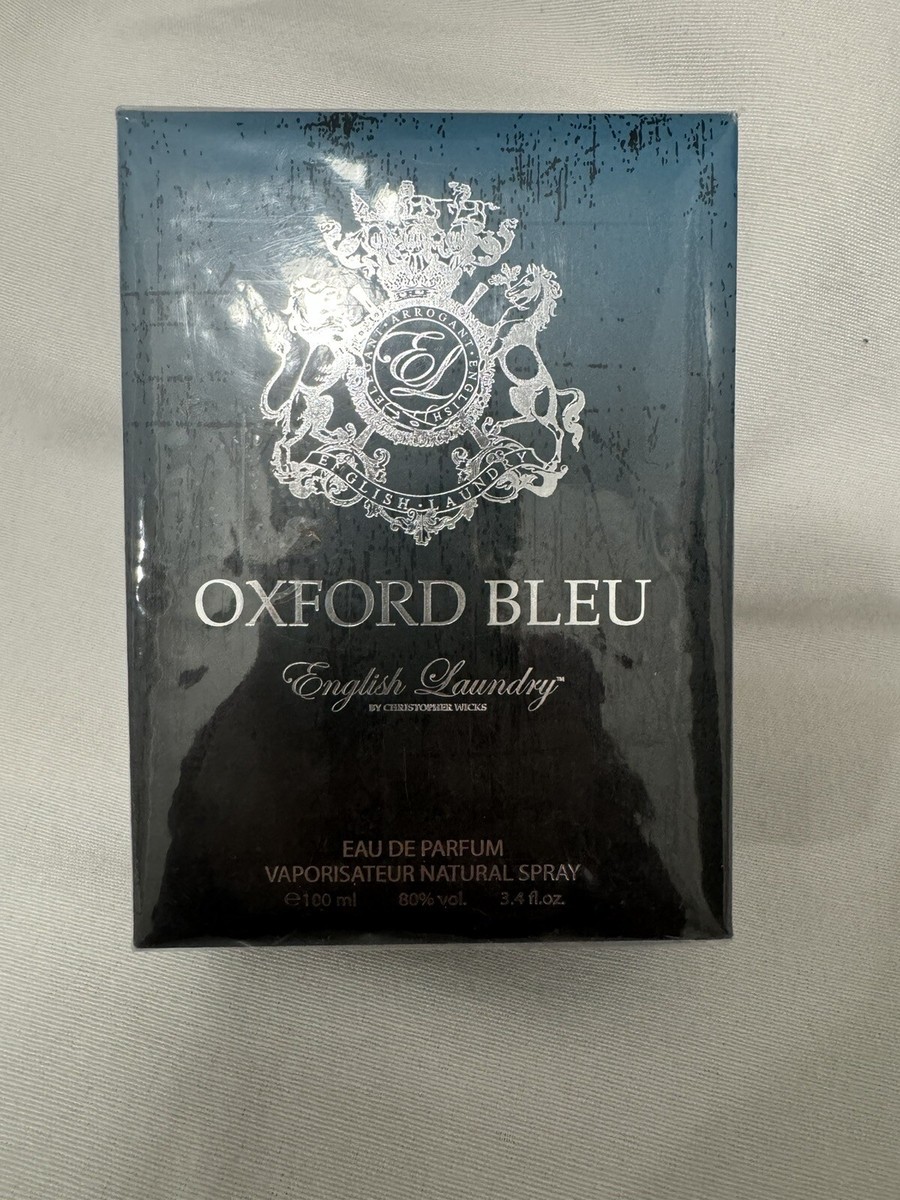 ARROGANT · ENGLISH
EL
ENGLISH · LAUNDRY
OXFORD BLEU
English Laundry™
BY CHRISTOPHER WICKS
EAU DE PARFUM
VAPORISATEUR NATURAL SPRAY
℮100 ml 80% vol. 3.4 fl.oz.